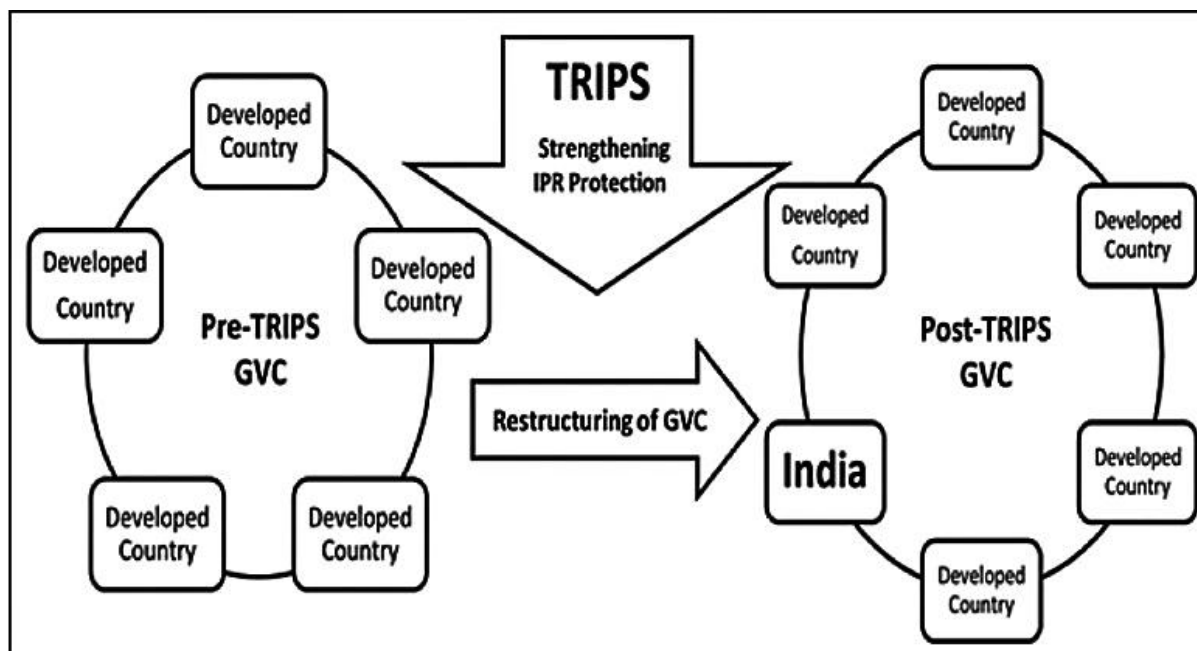 Developed
Country
Developed
Country
Developed
Country
Pre-TRIPS
GVC
Developed
Country
Developed
Country
TRIPS
Strengthening
IPR Protection
Restructuring of GVC
Developed
Country
Developed
Country
Developed
Country
Post-TRIPS
GVC
India
Developed
Country
Developed
Country